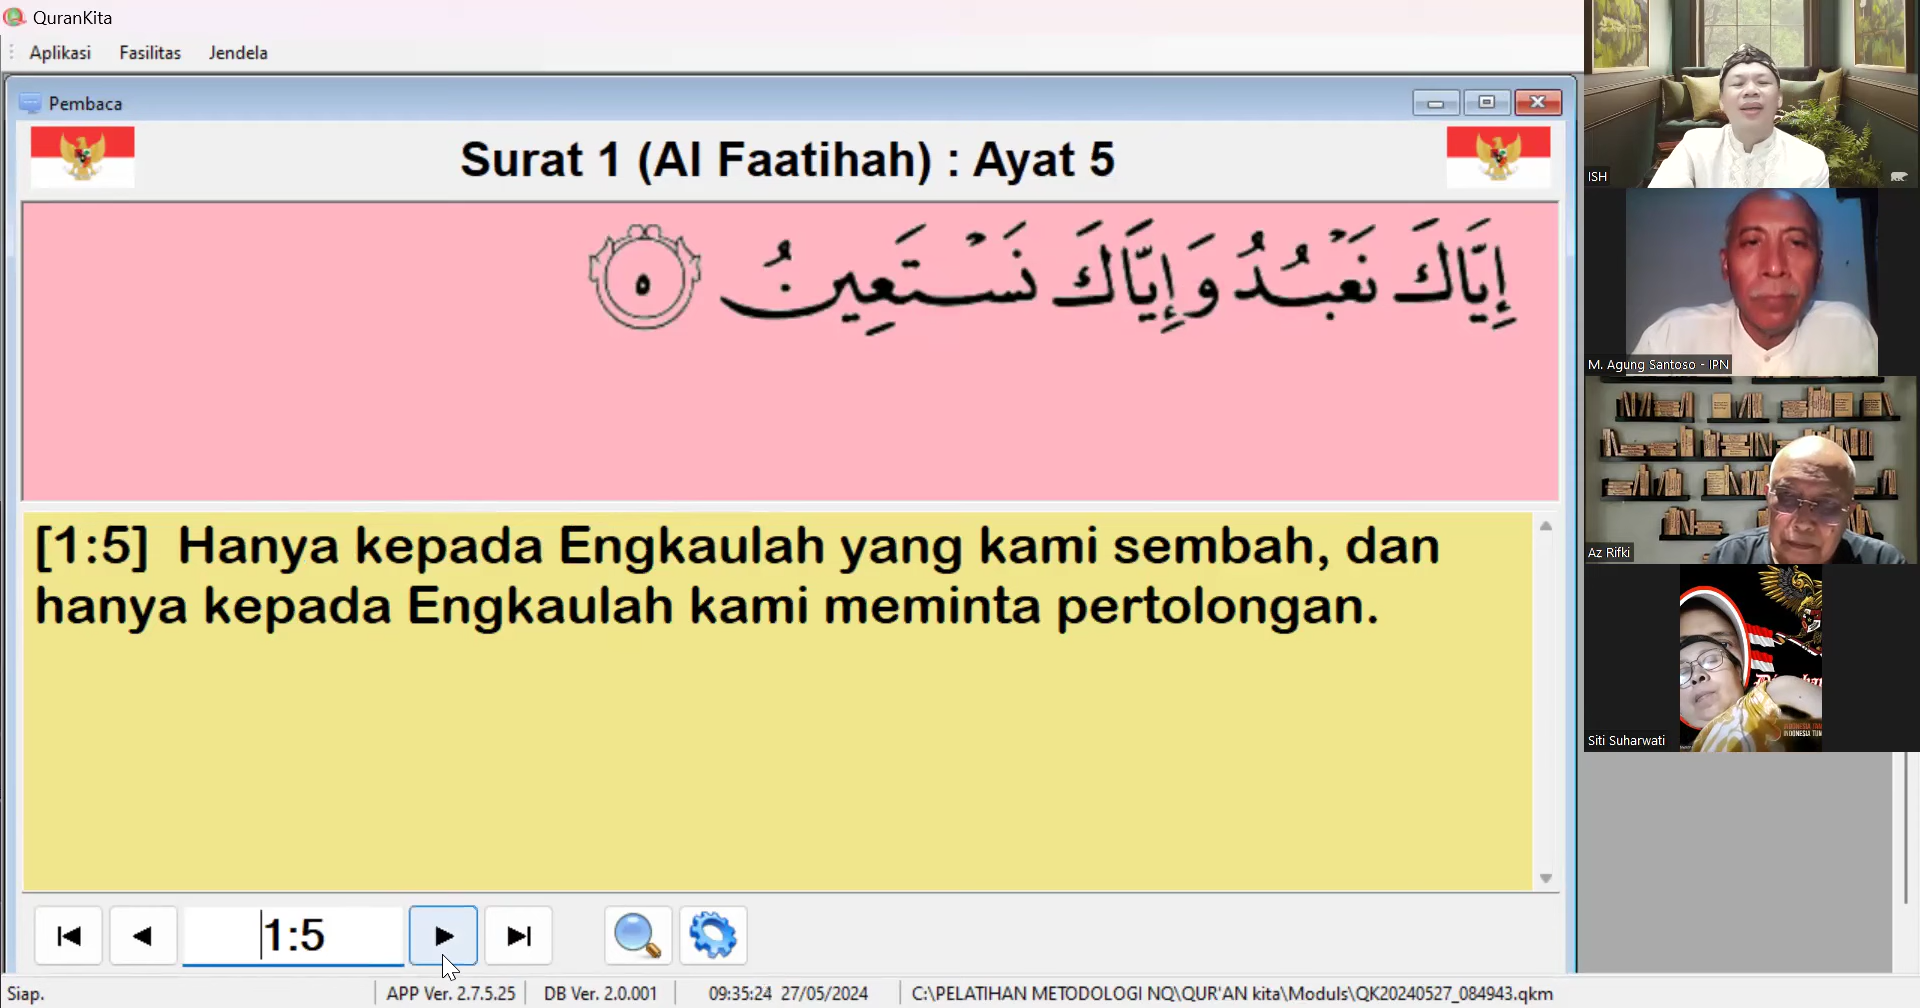 QuranKita
Aplikasi Fasilitas Jendela
Pembaca
Surat 1 (Al Faatihah) : Ayat 5
إِيَّاكَ نَعْبُدُ وَإِيَّاكَ نَسْتَعِينُ ٥
[1:5] Hanya kepada Engkaulah yang kami sembah, dan
hanya kepada Engkaulah kami meminta pertolongan.
1:5
Siap. APP Ver. 2.7.5.25 DB Ver. 2.0.001 09:35:24 27/05/2024 C:\PELATIHAN METODOLOGI NQ\QUR'AN kita\Moduls\QK20240527_084943.qkm
ISH
M. Agung Santoso - IPN
Az Rifki
INDONESIA
Siti Suharwati